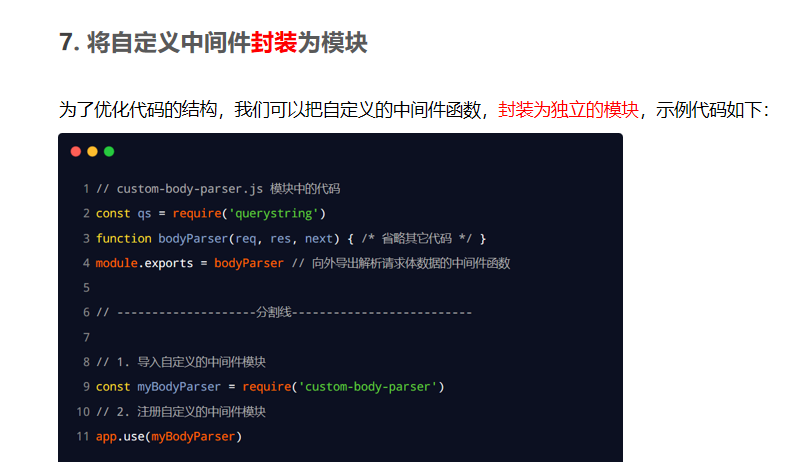 7. 将自定义中间件封装为模块
为了优化代码的结构，我们可以把自定义的中间件函数，封装为独立的模块，示例代码如下：
1 // custom-body-parser.js 模块中的代码
2 const qs = require('querystring')
3 function bodyParser(req, res, next) { /* 省略其它代码 */ }
4 module.exports = bodyParser // 向外导出解析请求体数据的中间件函数
5
6 // --------------------分割线--------------------------
7
8 // 1. 导入自定义的中间件模块
9 const myBodyParser = require('custom-body-parser')
10 // 2. 注册自定义的中间件模块
11 app.use(myBodyParser)